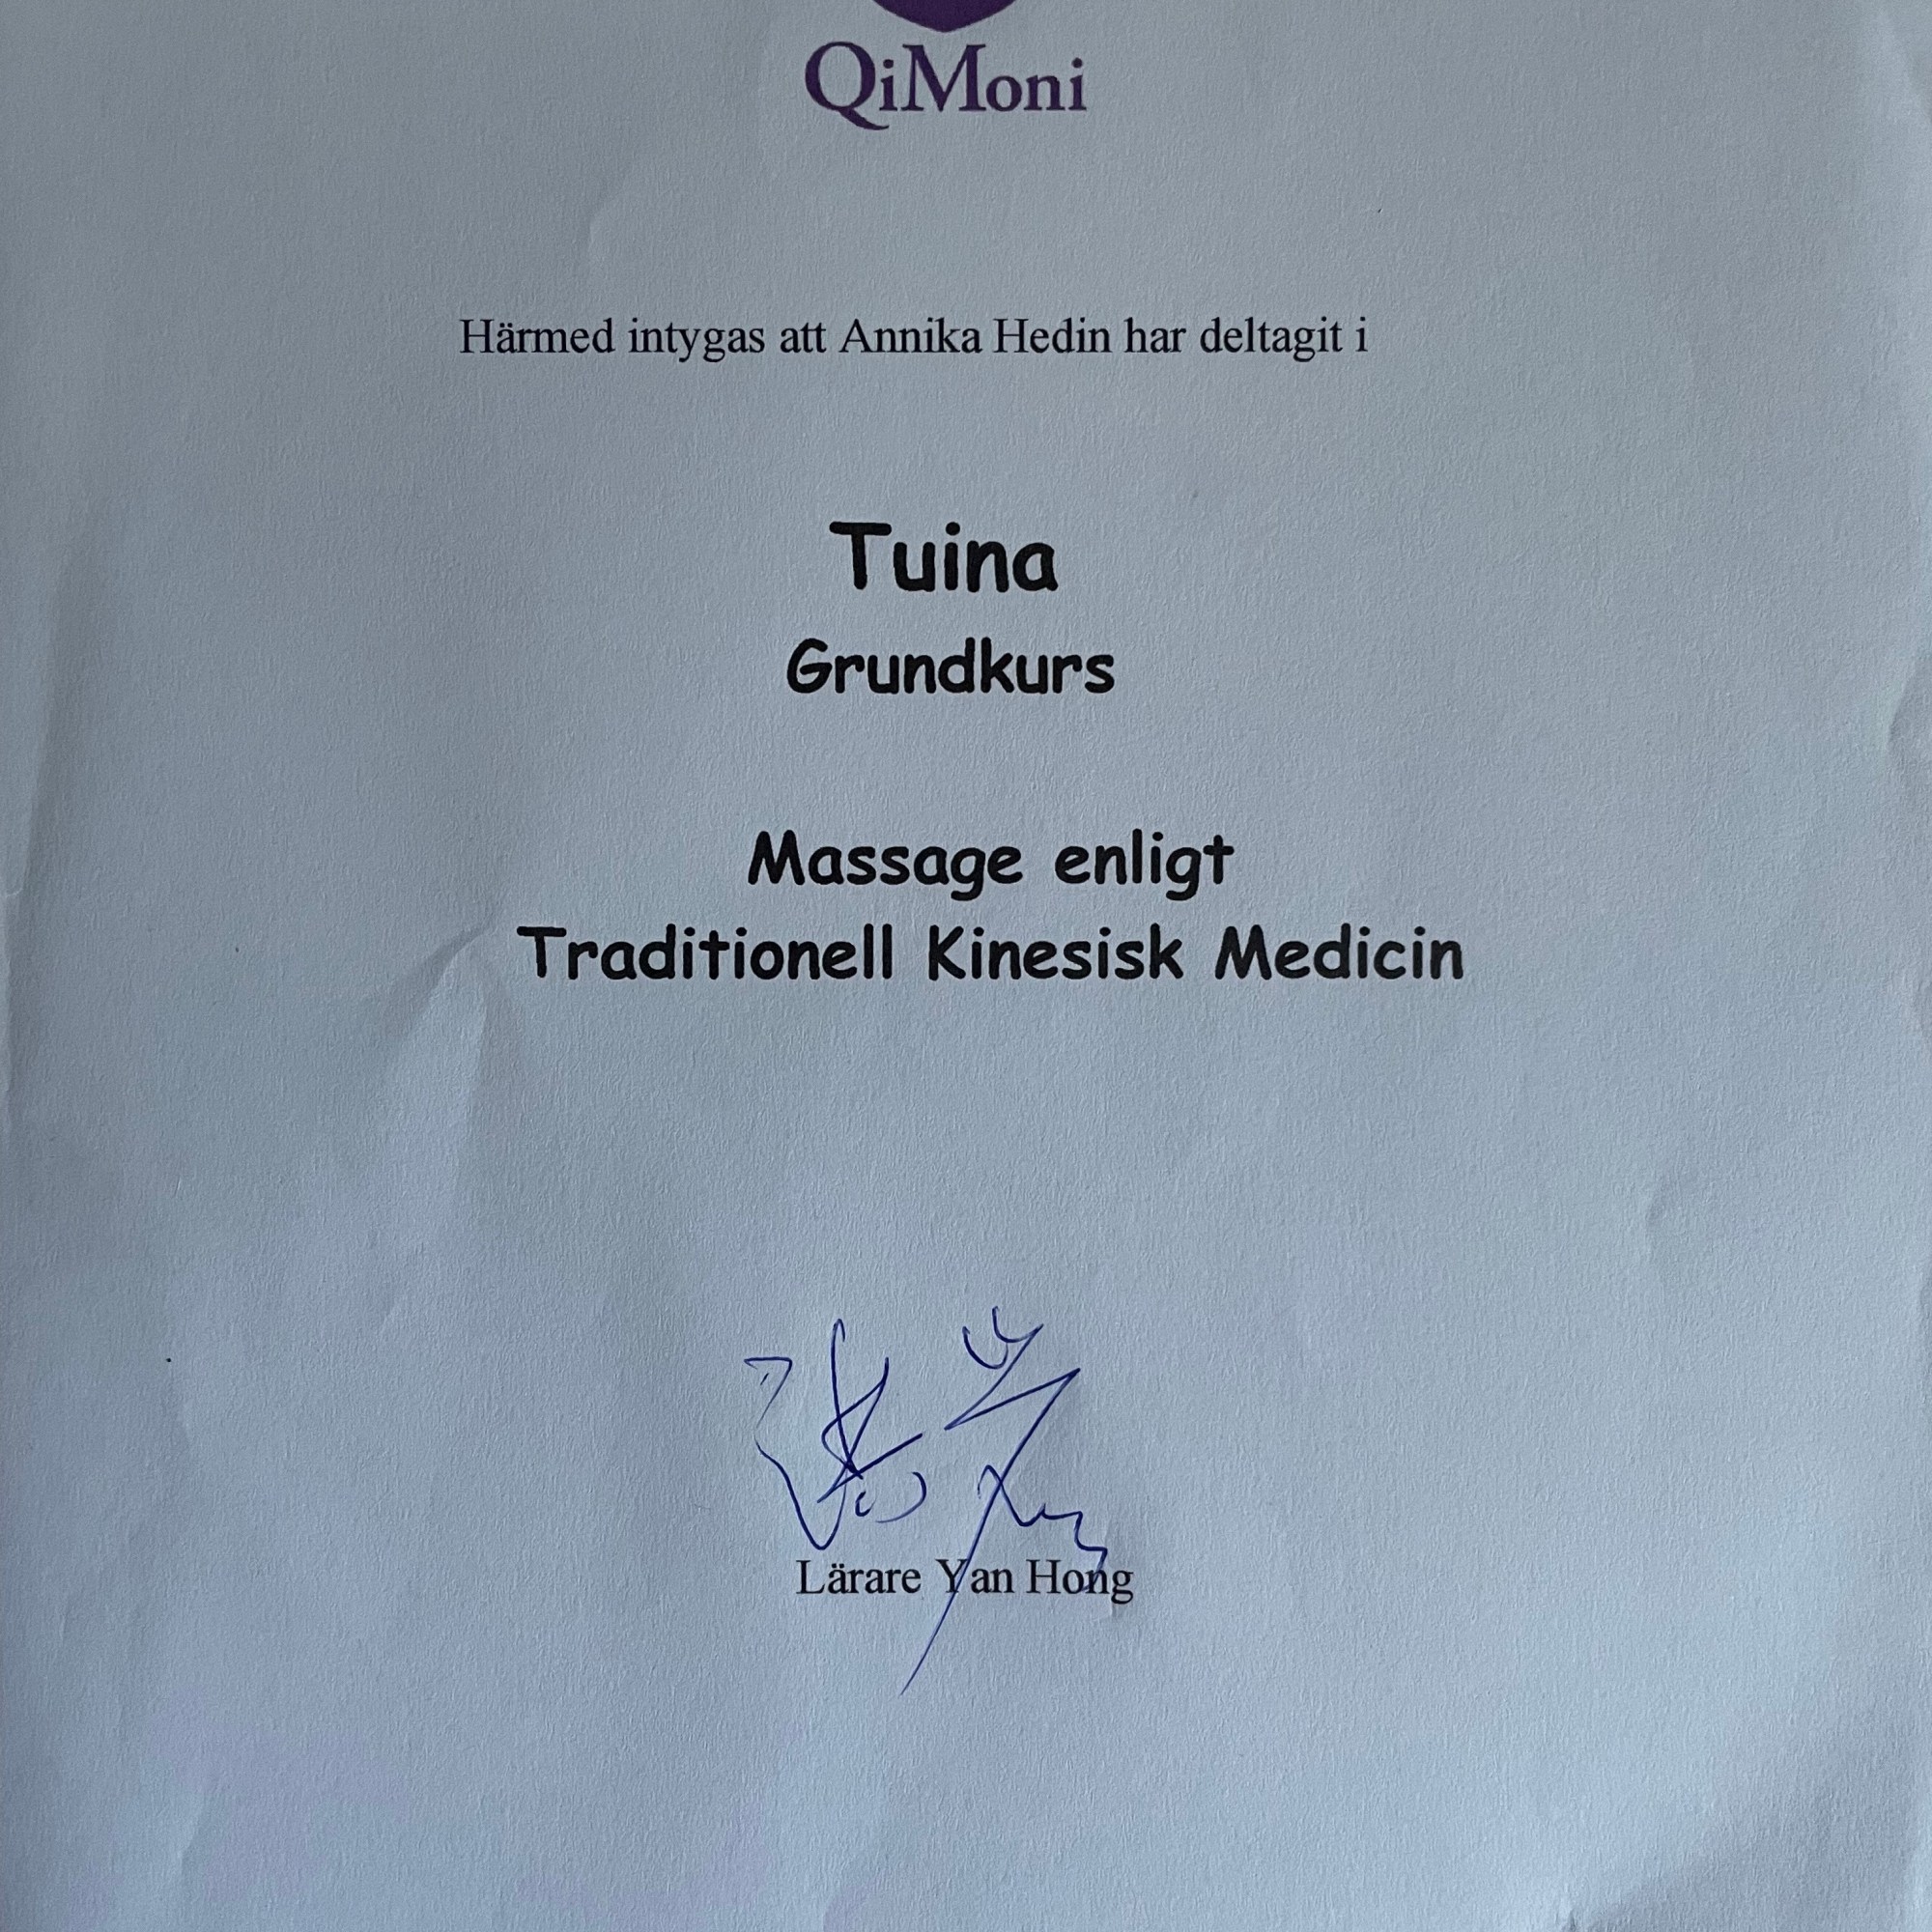 QiMoni
Härmed intygas att Annika Hedin har deltagit i
Tuina
Grundkurs
Massage enligt
Traditionell Kinesisk Medicin
Lärare Yan Hong